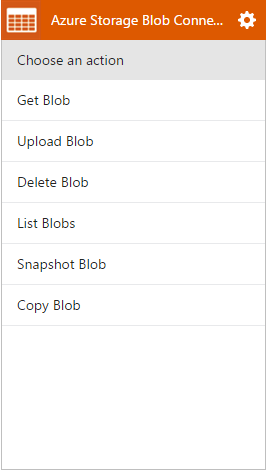 Azure Storage Blob Conne...
Choose an action
Get Blob
Upload Blob
Delete Blob
List Blobs
Snapshot Blob
Copy Blob